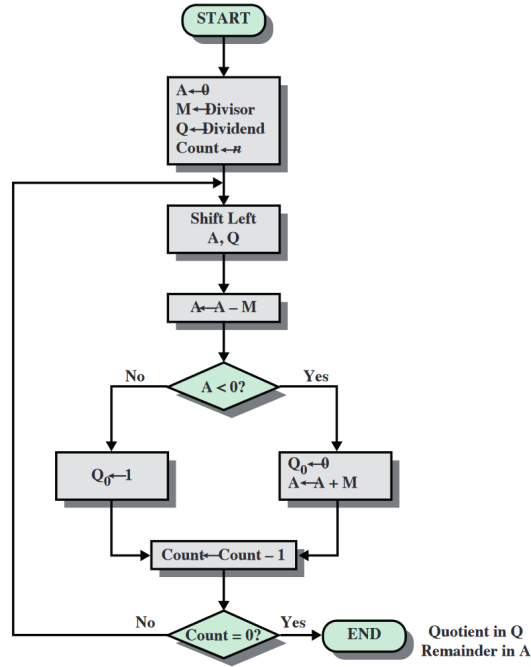 START
A←0
M←Divisor
Q←Dividend
Count←n
Shift Left
A, Q
A←A – M
No
A < 0?
Yes
Q₀←1
Q₀←0
A←A + M
Count←Count – 1
No
Count = 0?
Yes
END
Quotient in Q
Remainder in A